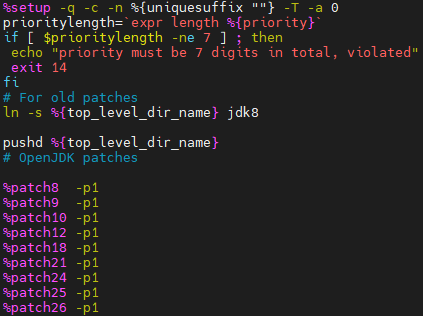 %setup -q -c -n %{uniquesuffix ""} -T -a 0
prioritylength=`expr length %{priority}`
if [ $prioritylength -ne 7 ] ; then
 echo "priority must be 7 digits in total, violated"
 exit 14
fi
# For old patches
ln -s %{top_level_dir_name} jdk8
pushd %{top_level_dir_name}
# OpenJDK patches
%patch8  -p1
%patch9  -p1
%patch10 -p1
%patch12 -p1
%patch18 -p1
%patch21 -p1
%patch24 -p1
%patch25 -p1
%patch26 -p1